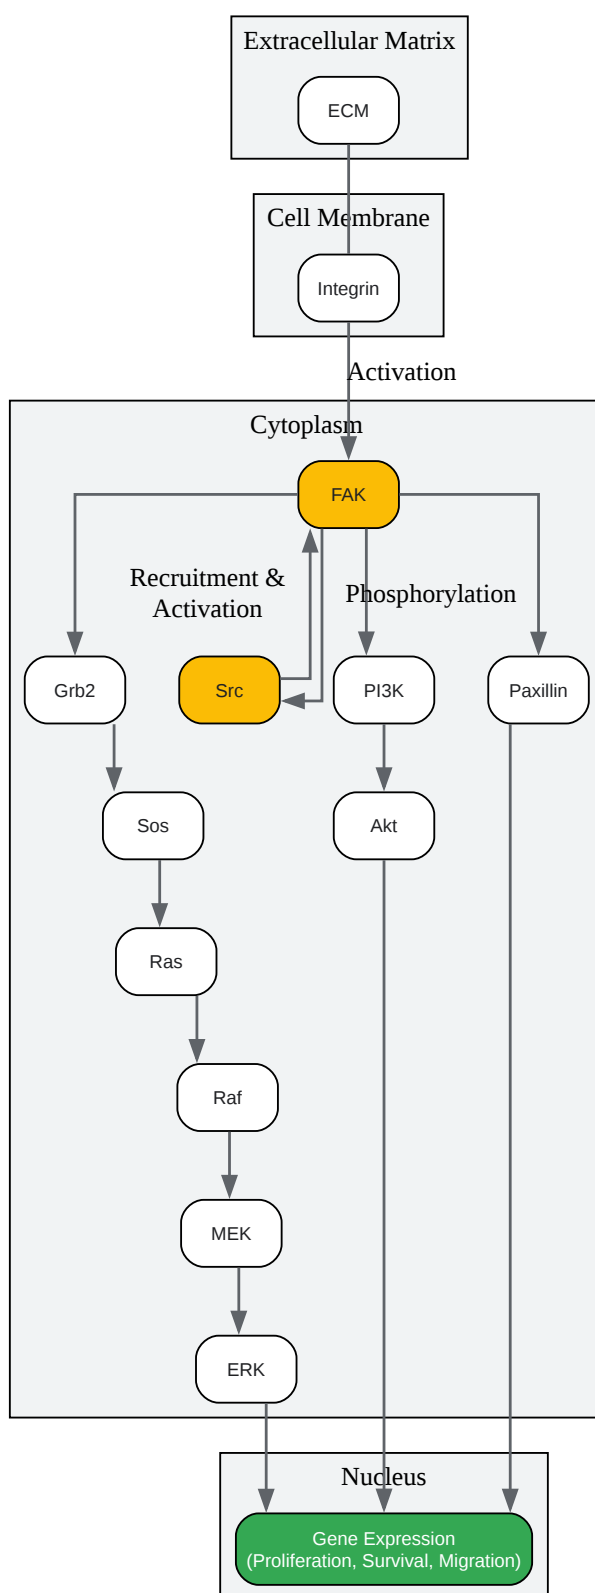 Extracellular Matrix
ECM
Cell Membrane
Integrin
Activation
Cytoplasm
FAK
Recruitment &
Activation
Phosphorylation
Grb2
Src
PI3K
Paxillin
Sos
Akt
Ras
Raf
MEK
ERK
Nucleus
Gene Expression
(Proliferation, Survival, Migration)